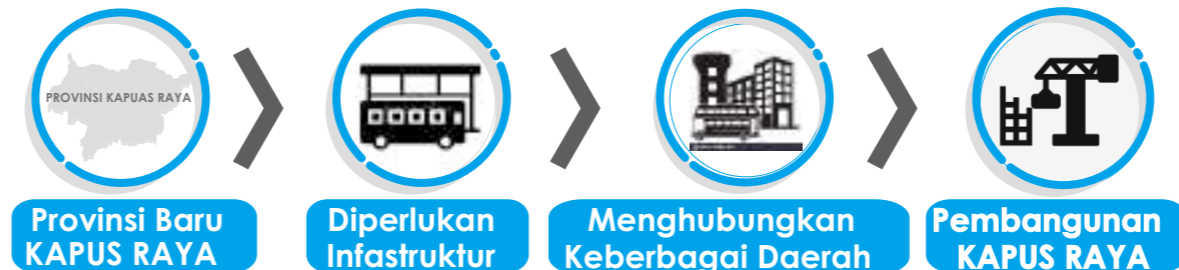 PROVINSI KAPUAS RAYA
Provinsi Baru
KAPUS RAYA
Diperlukan
Infastruktur
Menghubungkan
Keberbagai Daerah
Pembangunan
KAPUS RAYA